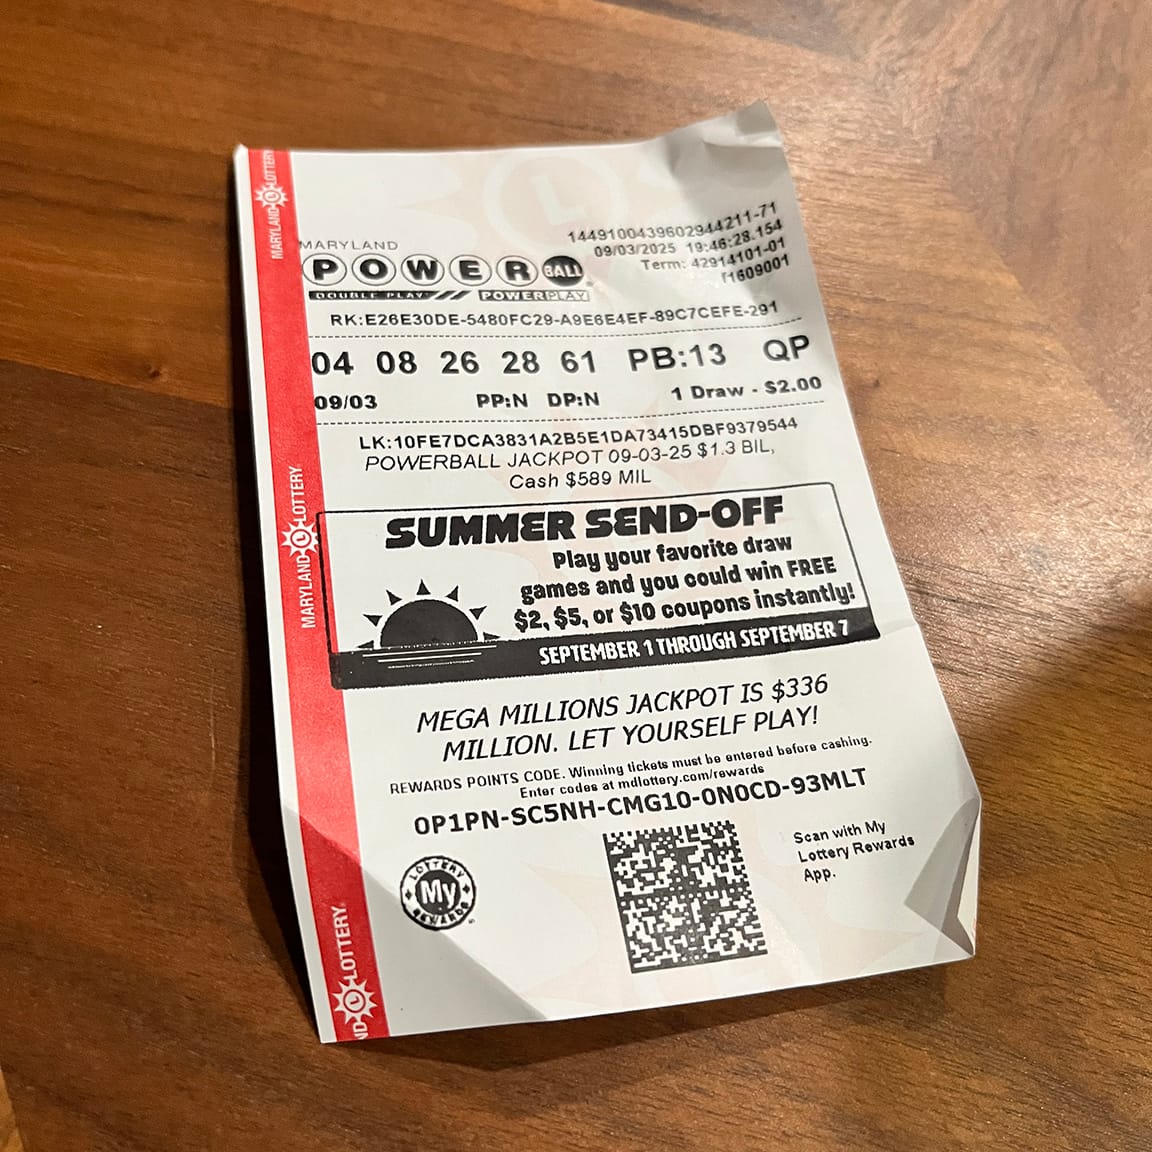 MARYLAND LOTTERY
1449100439602944211-71
09/03/2025 19:46:28.154
Term: 42914101-01
r1609001
MARYLAND
POWERBALL
DOUBLE PLAY POWERPLAY
RK:E26E30DE-5480FC29-A9E6E4EF-89C7CEFE-291
04 08 26 28 61 PB:13 QP
09/03 PP:N DP:N 1 Draw - $2.00
LK:10FE7DCA3831A2B5E1DA73415DBF9379544
POWERBALL JACKPOT 09-03-25 $1.3 BIL,
Cash $589 MIL
MARYLAND LOTTERY
SUMMER SEND-OFF
Play your favorite draw
games and you could win FREE
$2, $5, or $10 coupons instantly!
SEPTEMBER 1 THROUGH SEPTEMBER 7
MEGA MILLIONS JACKPOT IS $336
MILLION. LET YOURSELF PLAY!
REWARDS POINTS CODE. Winning tickets must be entered before cashing.
Enter codes at mdlottery.com/rewards
0P1PN-SC5NH-CMG10-0N0CD-93MLT
Scan with My
Lottery Rewards
App.
LOTTERY
My
REWARDS
ND LOTTERY